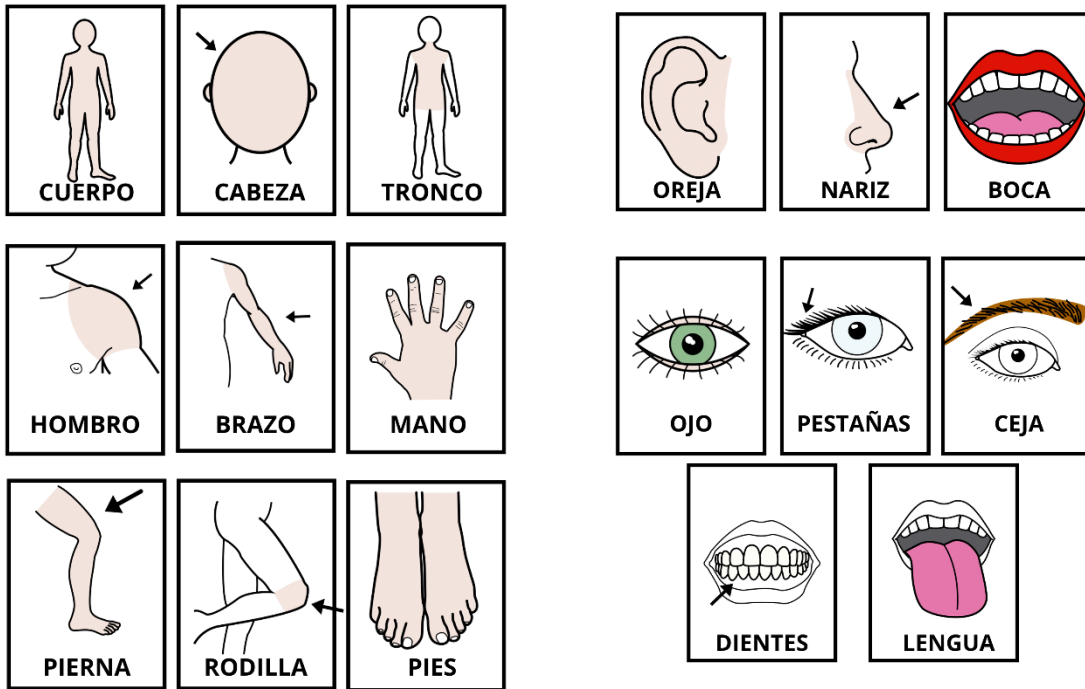 CUERPO
CABEZA
TRONCO
OREJA
NARIZ
BOCA
HOMBRO
BRAZO
MANO
OJO
PESTAÑAS
CEJA
PIERNA
RODILLA
PIES
DIENTES
LENGUA